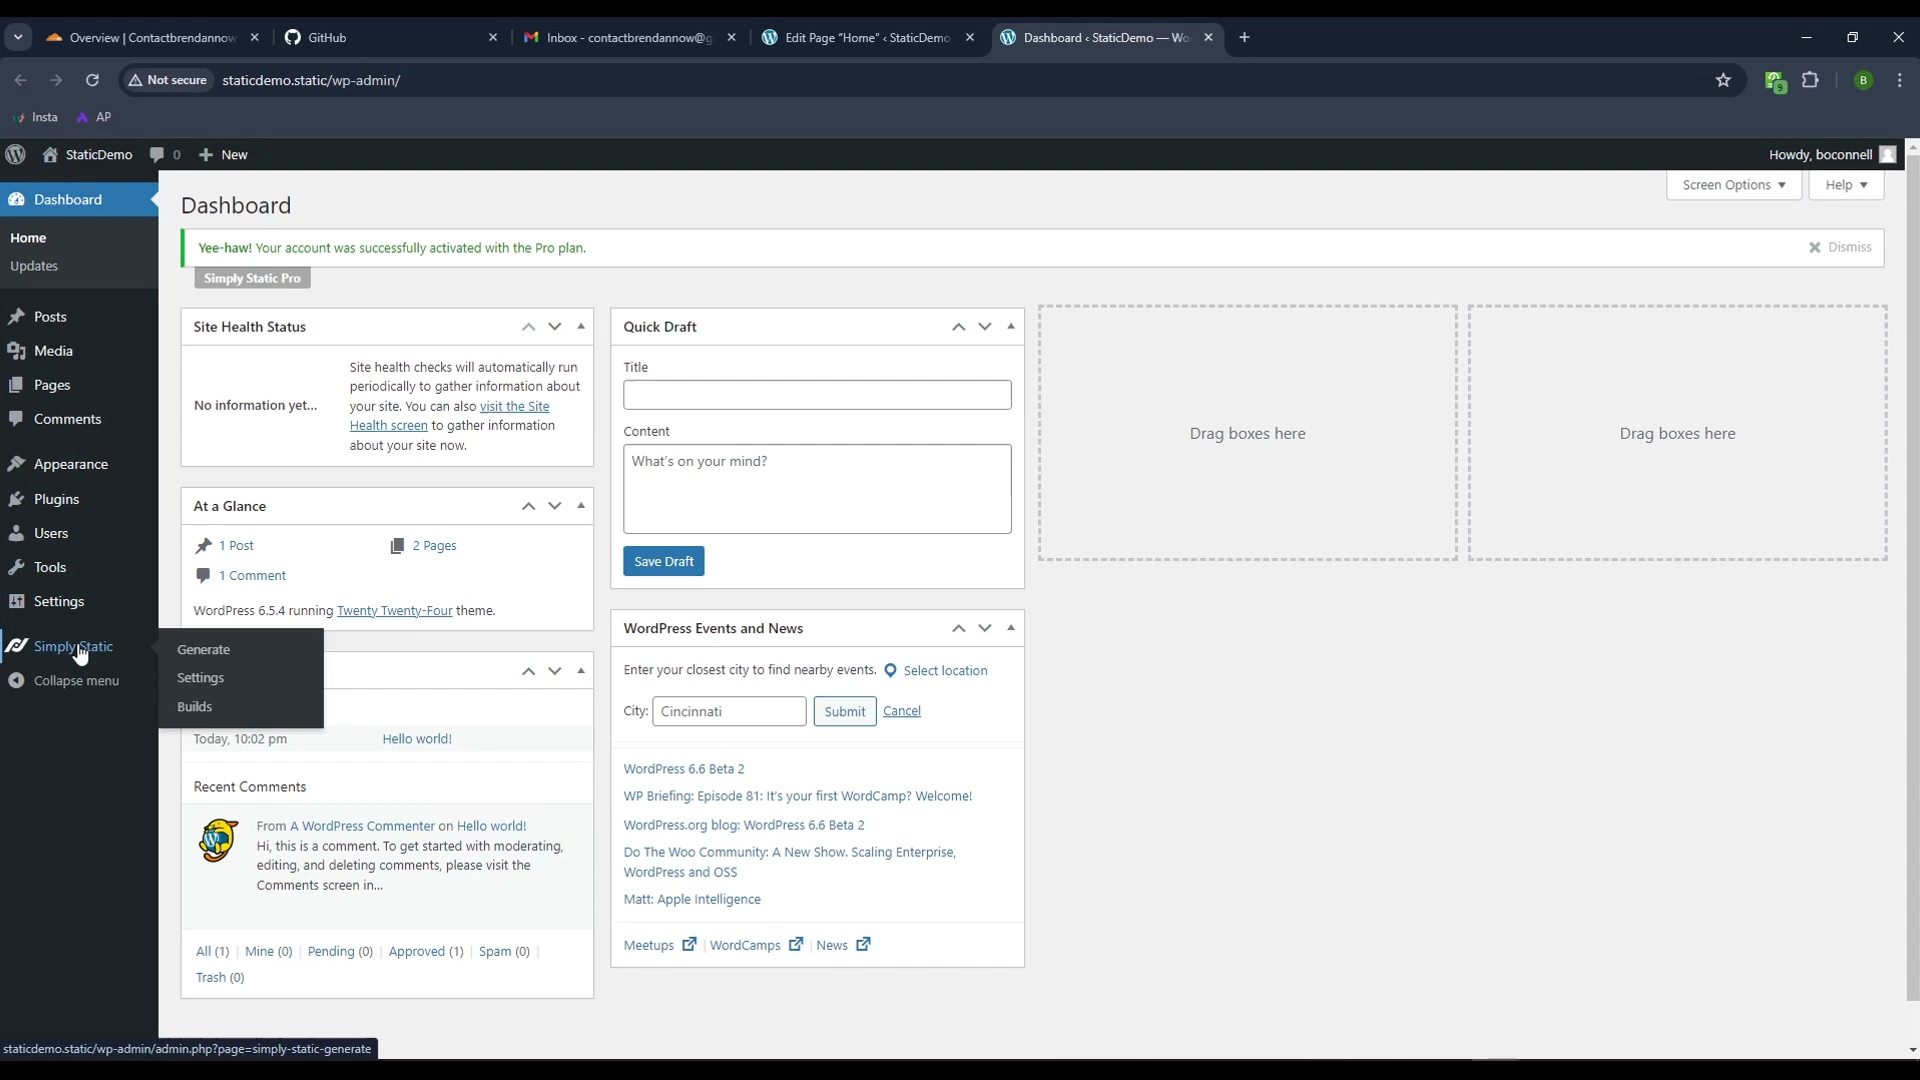 Overview | Contactbrendannow
GitHub
Inbox - contactbrendannow@g
Edit Page "Home" ‹ StaticDemo
Dashboard ‹ StaticDemo — Wo
Not secure
staticdemo.static/wp-admin/
9
B
Insta
AP
StaticDemo
0
New
Howdy, boconnell
Dashboard
Home
Updates
Posts
Media
Pages
Comments
Appearance
Plugins
Users
Tools
Settings
Simply Static
Collapse menu
Generate
Settings
Builds
Screen Options
Help
Dashboard
Yee-haw! Your account was successfully activated with the Pro plan.
Dismiss
Simply Static Pro
Site Health Status
No information yet...
Site health checks will automatically run
periodically to gather information about
your site. You can also visit the Site
Health screen to gather information
about your site now.
At a Glance
1 Post
2 Pages
1 Comment
WordPress 6.5.4 running Twenty Twenty-Four theme.
Today, 10:02 pm
Hello world!
Recent Comments
From A WordPress Commenter on Hello world!
Hi, this is a comment. To get started with moderating,
editing, and deleting comments, please visit the
Comments screen in...
All (1) | Mine (0) | Pending (0) | Approved (1) | Spam (0) |
Trash (0)
Quick Draft
Title
Content
What's on your mind?
Save Draft
WordPress Events and News
Enter your closest city to find nearby events.
Select location
City:
Cincinnati
Submit
Cancel
WordPress 6.6 Beta 2
WP Briefing: Episode 81: It's your first WordCamp? Welcome!
WordPress.org blog: WordPress 6.6 Beta 2
Do The Woo Community: A New Show. Scaling Enterprise,
WordPress and OSS
Matt: Apple Intelligence
Meetups | WordCamps | News
Drag boxes here
Drag boxes here
staticdemo.static/wp-admin/admin.php?page=simply-static-generate